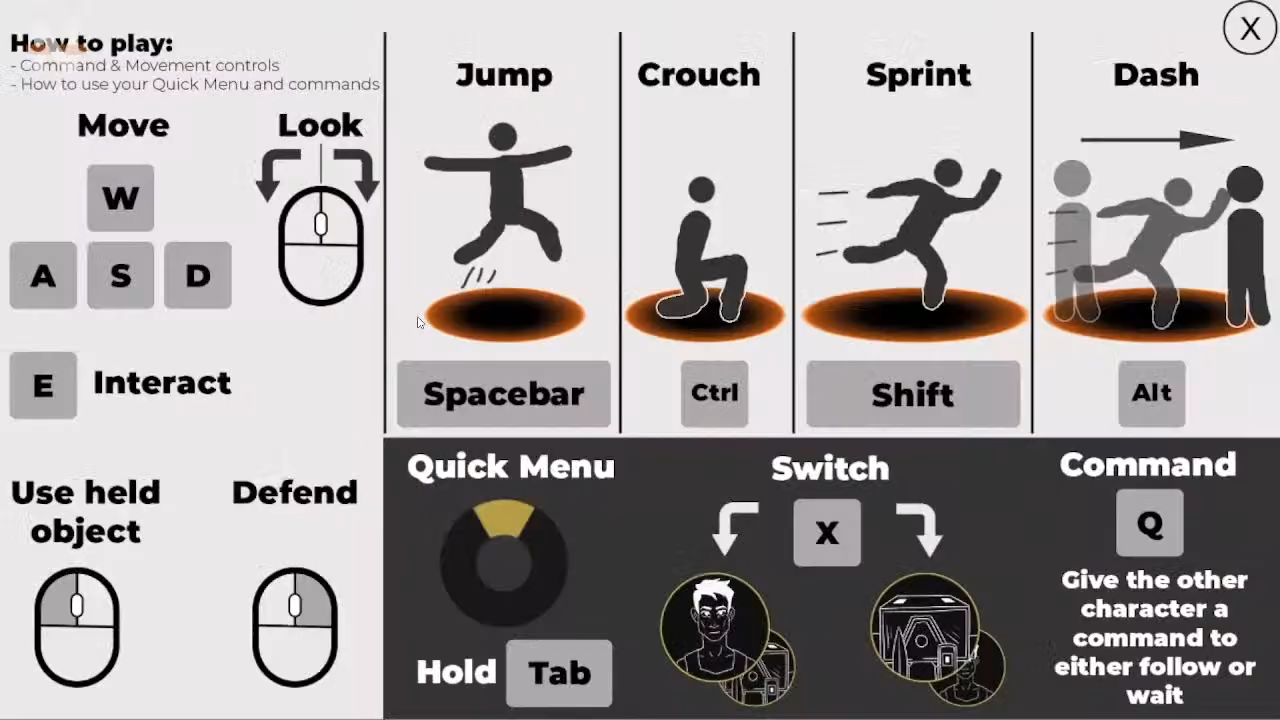 How to play:
- Command & Movement controls
- How to use your Quick Menu and commands
Move
Look
W
A
S
D
E
Interact
Use held
object
Defend
Jump
Spacebar
Crouch
Ctrl
Sprint
Shift
Dash
Alt
Quick Menu
Hold
Tab
Switch
X
Command
Q
Give the other
character a
command to
either follow or
wait
X